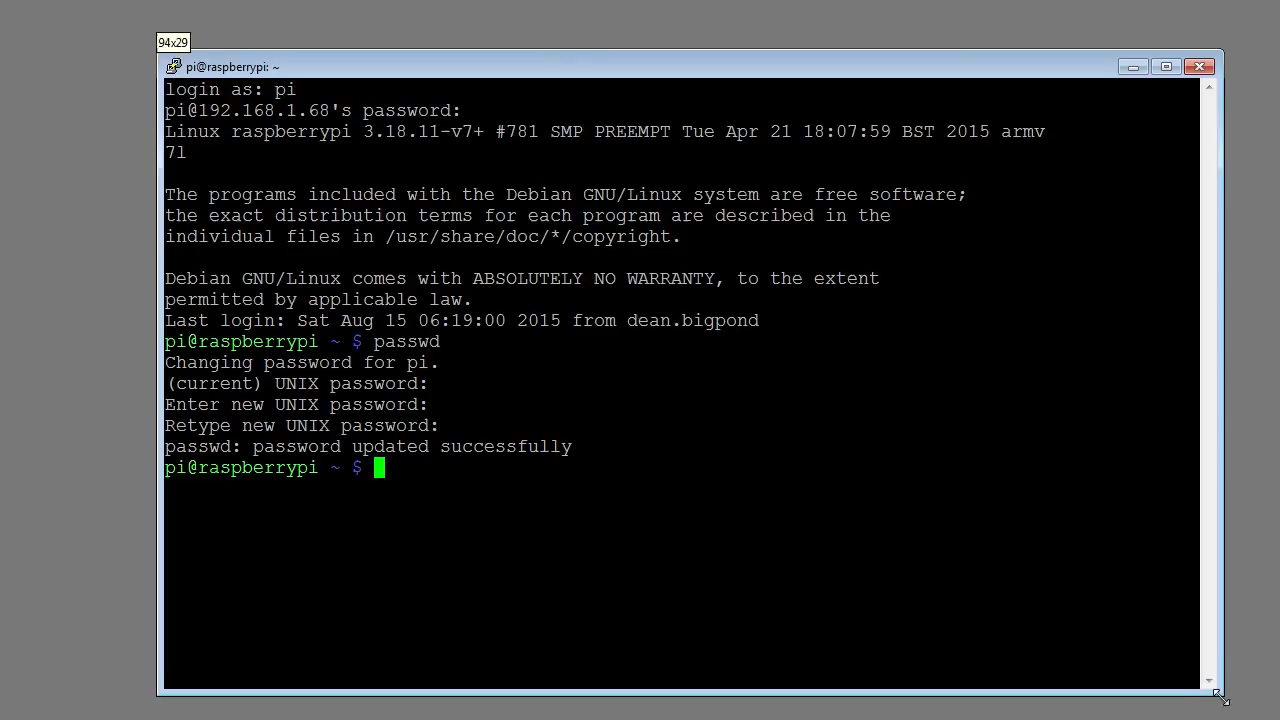 94x29
pi@raspberrypi: ~
login as: pi
pi@192.168.1.68's password:
Linux raspberrypi 3.18.11-v7+ #781 SMP PREEMPT Tue Apr 21 18:07:59 BST 2015 armv
7l
The programs included with the Debian GNU/Linux system are free software;
the exact distribution terms for each program are described in the
individual files in /usr/share/doc/*/copyright.
Debian GNU/Linux comes with ABSOLUTELY NO WARRANTY, to the extent
permitted by applicable law.
Last login: Sat Aug 15 06:19:00 2015 from dean.bigpond
pi@raspberrypi ~ $ passwd
Changing password for pi.
(current) UNIX password:
Enter new UNIX password:
Retype new UNIX password:
passwd: password updated successfully
pi@raspberrypi ~ $